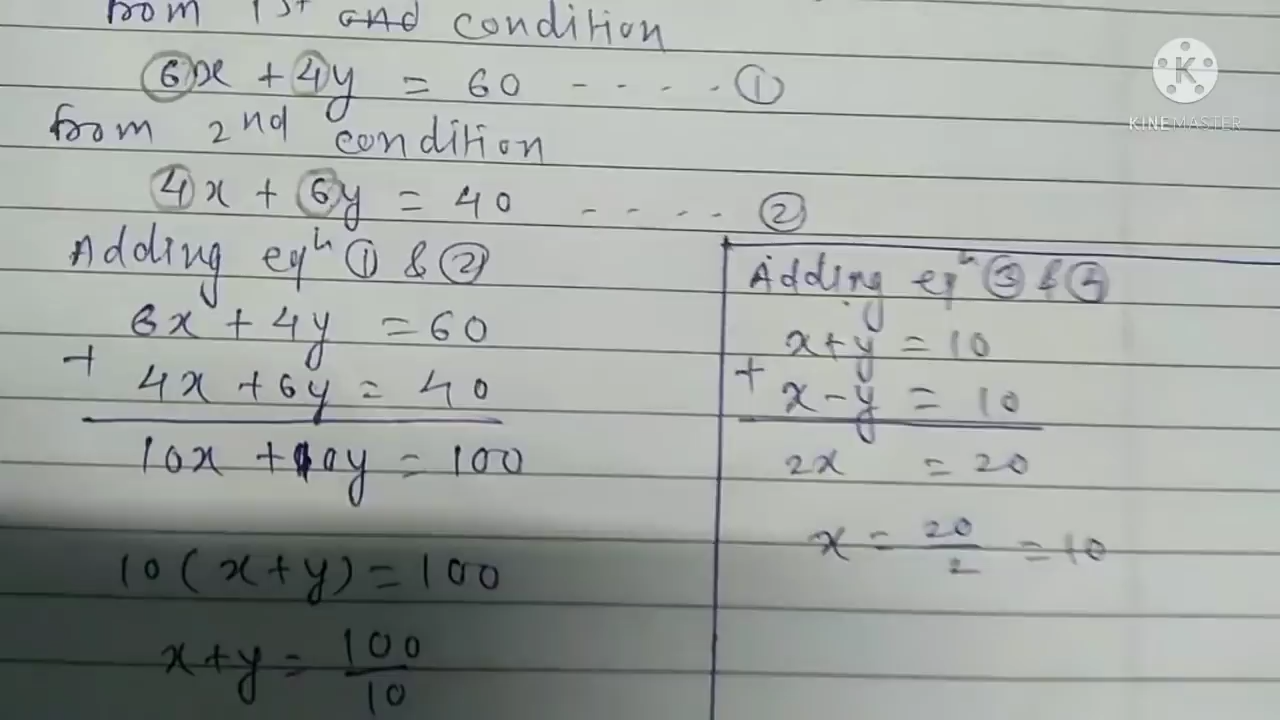 from 1st and condition
6x + 4y = 60 - - - - - ①
from 2nd condition
4x + 6y = 40 - - - - ②
Adding eqn ① & ②
6x + 4y = 60
+ 4x + 6y = 40
10x + 10y = 100
10(x+y) = 100
x+y = 100/10
Adding eqn ③ & ④
x+y = 10
+ x-y = 10
2x = 20
x = 20/2 = 10
K
KINEMASTER